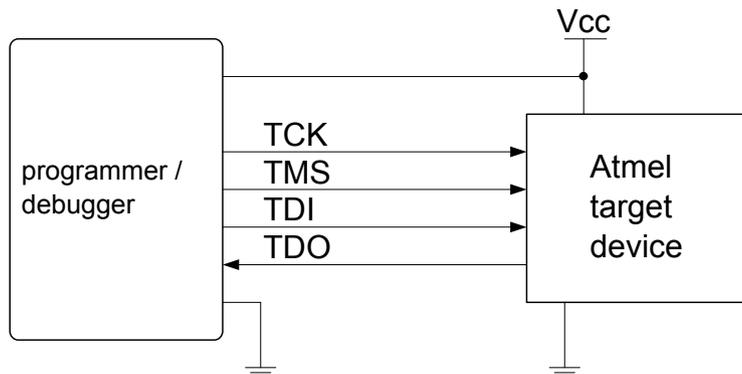 Vcc
programmer /
debugger
TCK
TMS
TDI
TDO
Atmel
target
device